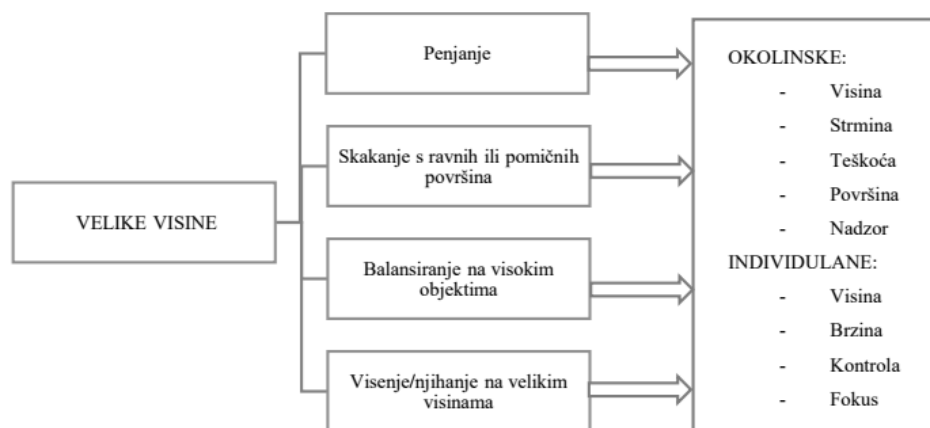 VELIKE VISINE
Penjanje
Skakanje s ravnih ili pomičnih
površina
Balansiranje na visokim
objektima
Visenje/njihanje na velikim
visinama
OKOLINSKE:
- Visina
- Strmina
- Teškoća
- Površina
- Nadzor
INDIVIDULANE:
- Visina
- Brzina
- Kontrola
- Fokus